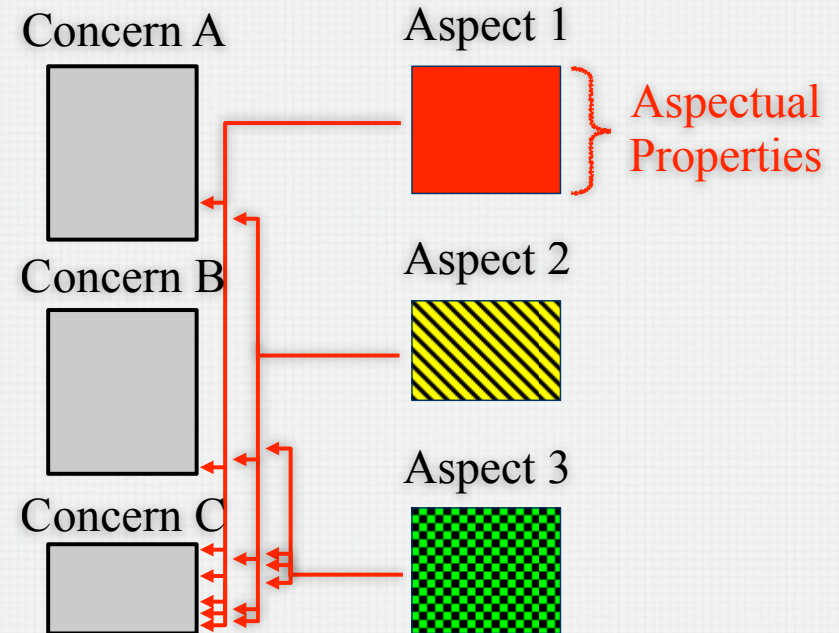 Concern A
Aspect 1
Aspectual
Properties
Concern B
Aspect 2
Concern C
Aspect 3